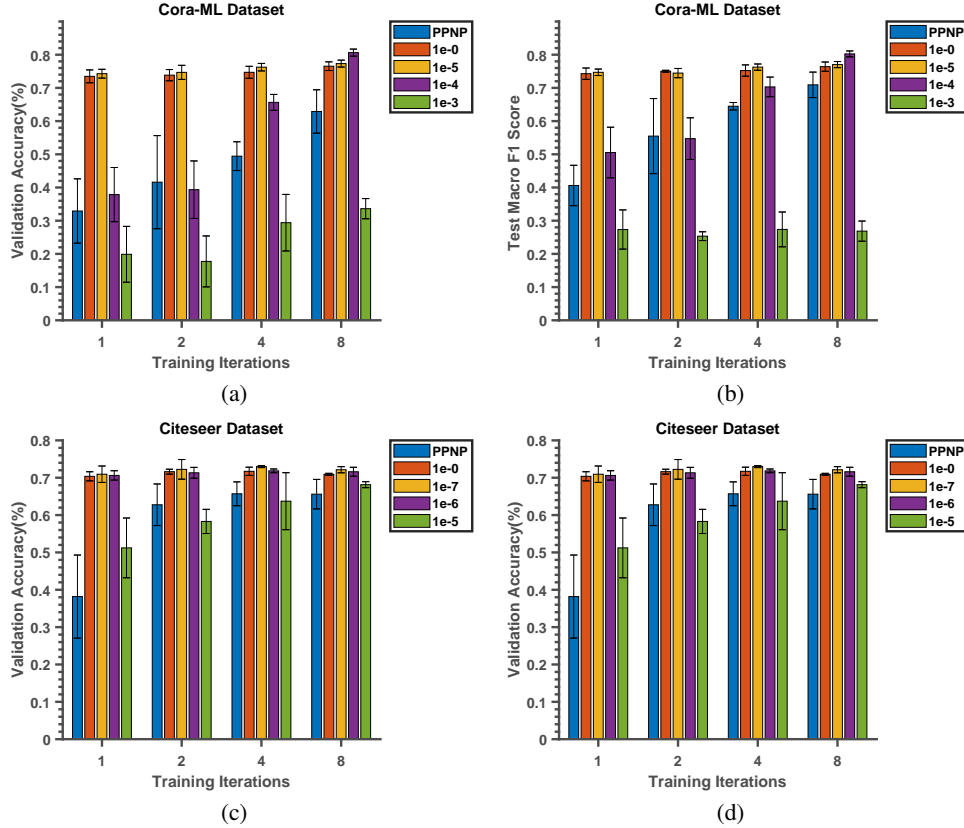 Cora-ML Dataset
Validation Accuracy(%)
0.8
0.7
0.6
0.5
0.4
0.3
0.2
0.1
0
1 2 4 8
Training Iterations
PPNP
1e-0
1e-5
1e-4
1e-3
(a)
Cora-ML Dataset
Test Macro F1 Score
0.8
0.7
0.6
0.5
0.4
0.3
0.2
0.1
0
1 2 4 8
Training Iterations
PPNP
1e-0
1e-5
1e-4
1e-3
(b)
Citeseer Dataset
Validation Accuracy(%)
0.8
0.7
0.6
0.5
0.4
0.3
0.2
0.1
0
1 2 4 8
Training Iterations
PPNP
1e-0
1e-7
1e-6
1e-5
(c)
Citeseer Dataset
Validation Accuracy(%)
0.8
0.7
0.6
0.5
0.4
0.3
0.2
0.1
0
1 2 4 8
Training Iterations
PPNP
1e-0
1e-7
1e-6
1e-5
(d)